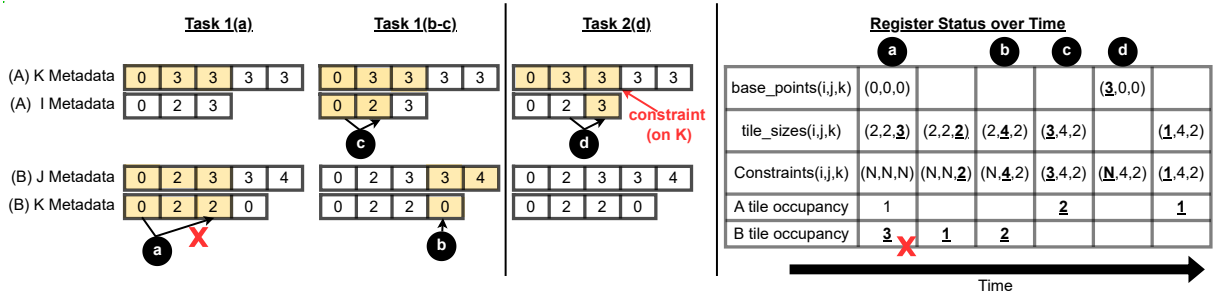 Task 1(a)
Task 1(b-c)
Task 2(d)
Register Status over Time
a b c d
(A) K Metadata 0 3 3 3 3 0 3 3 3 3 0 3 3 3 3
(A) I Metadata 0 2 3 0 2 3 0 2 3
constraint
(on K)
c
d
(B) J Metadata 0 2 3 3 4 0 2 3 3 4 0 2 3 3 4
(B) K Metadata 0 2 2 0 0 2 2 0 0 2 2 0
a X
b
base_points(i,j,k) (0,0,0) (3,0,0)
tile_sizes(i,j,k) (2,2,3) (2,2,2) (2,4,2) (3,4,2) (1,4,2)
Constraints(i,j,k) (N,N,N) (N,N,2) (N,4,2) (3,4,2) (N,4,2) (1,4,2)
A tile occupancy 1 2 1
B tile occupancy 3 X 1 2
Time